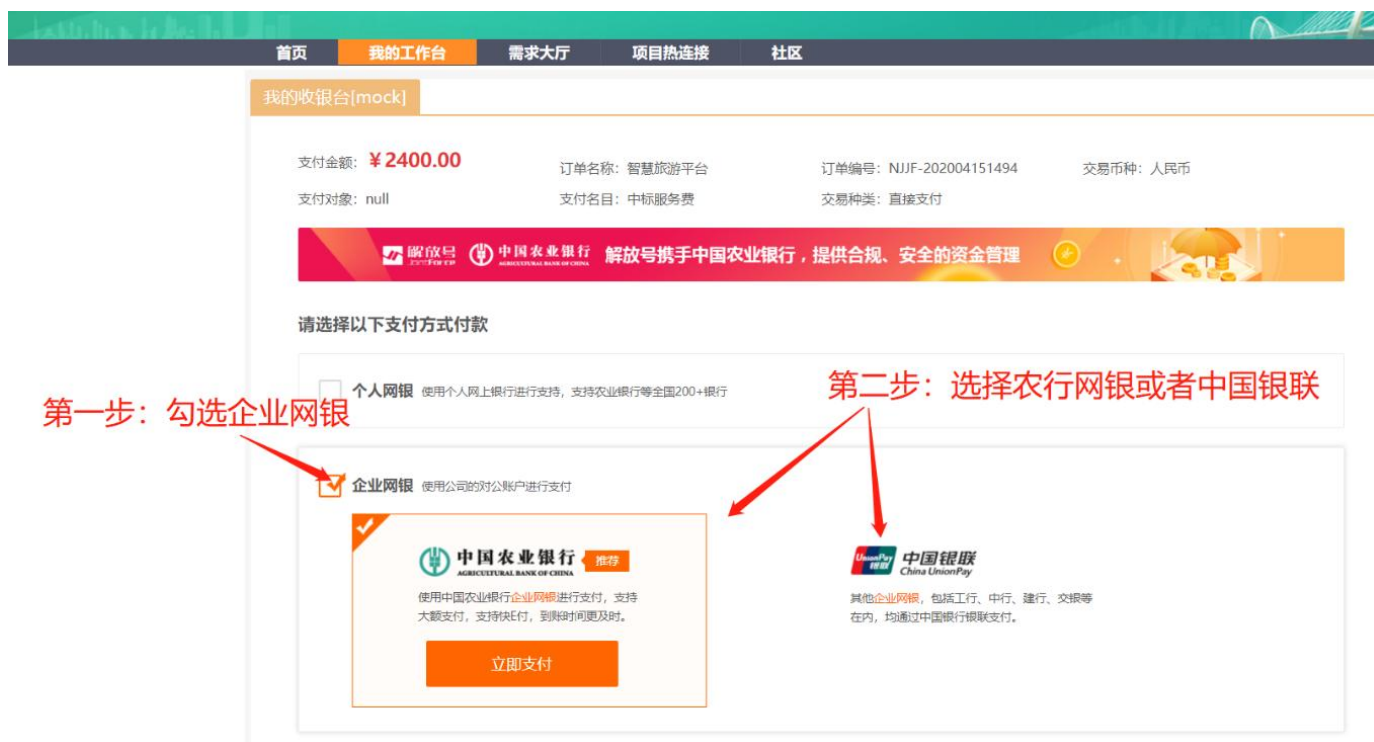 首页 我的工作台 需求大厅 项目热连接 社区
我的收银台[mock]
支付金额: ¥2400.00 订单名称: 智慧旅游平台 订单编号: NJJF-202004151494 交易币种: 人民币
支付对象: null 支付名目: 中标服务费 交易种类: 直接支付
解放号 JointForce 中国农业银行 AGRICULTURAL BANK OF CHINA 解放号携手中国农业银行，提供合规、安全的资金管理
请选择以下支付方式付款
个人网银 使用个人网上银行进行支持，支持农业银行等全国200+银行
第二步：选择农行网银或者中国银联
第一步：勾选企业网银
企业网银 使用公司的对公账户进行支付
中国农业银行 推荐
AGRICULTURAL BANK OF CHINA
使用中国农业银行企业网银进行支付，支持
大额支付，支持快E付，到账时间更及时。
立即支付
UnionPay 银联 中国银联
China UnionPay
其他企业网银，包括工行、中行、建行、交银等
在内，均通过中国银行银联支付。